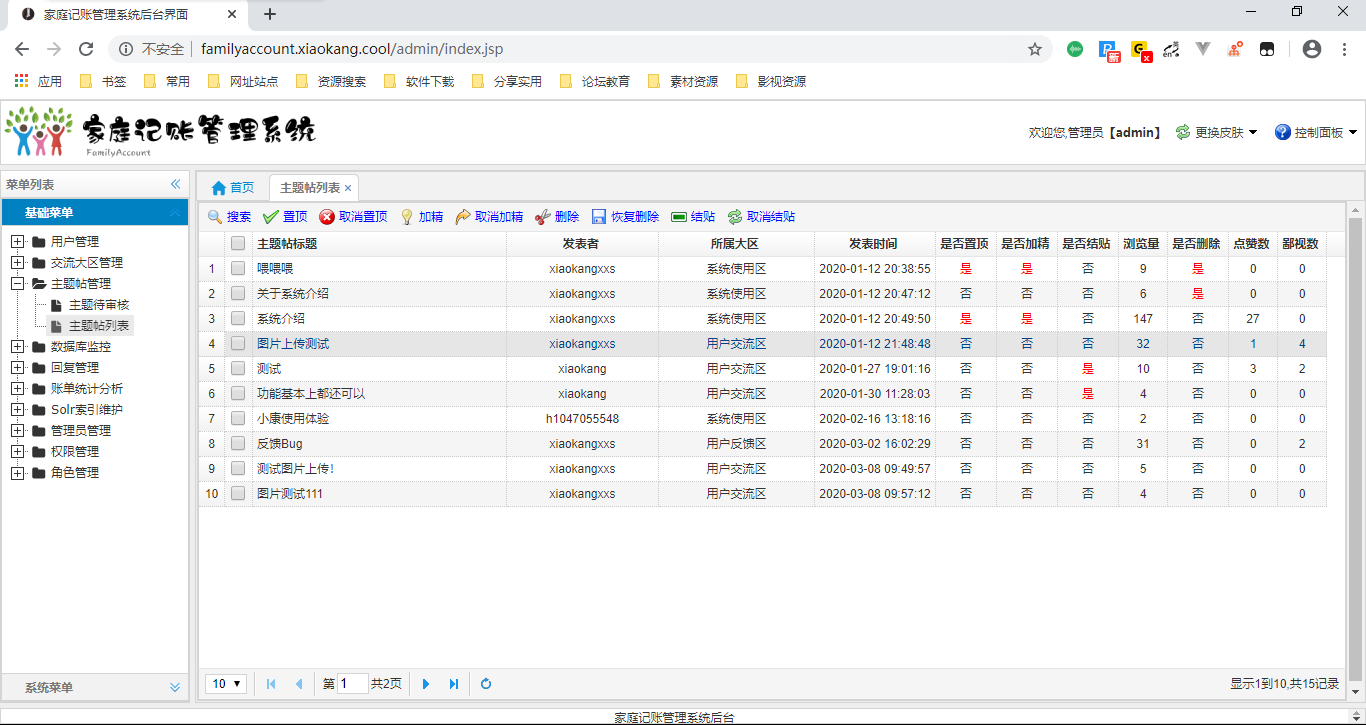 家庭记账管理系统后台界面
不安全 familyaccount.xiaokang.cool/admin/index.jsp
应用 书签 常用 网址站点 资源搜索 软件下载 分享实用 论坛教育 素材资源 影视资源
家庭记账管理系统
FamilyAccount
欢迎您,管理员【admin】 更换皮肤 控制面板
菜单列表
基础菜单
用户管理
交流大区管理
主题帖管理
主题待审核
主题帖列表
数据库监控
回复管理
账单统计分析
Solr索引维护
管理员管理
权限管理
角色管理
系统菜单
首页 主题帖列表
搜索 置顶 取消置顶 加精 取消加精 删除 恢复删除 结贴 取消结贴
主题帖标题 发表者 所属大区 发表时间 是否置顶 是否加精 是否结贴 浏览量 是否删除 点赞数 鄙视数
1 喂喂喂 xiaokangxxs 系统使用区 2020-01-12 20:38:55 是 是 否 9 是 0 0
2 关于系统介绍 xiaokangxxs 系统使用区 2020-01-12 20:47:12 否 否 否 6 是 0 0
3 系统介绍 xiaokangxxs 系统使用区 2020-01-12 20:49:50 是 是 否 147 否 27 0
4 图片上传测试 xiaokangxxs 用户交流区 2020-01-12 21:48:48 否 否 否 32 否 1 4
5 测试 xiaokang 用户交流区 2020-01-27 19:01:16 否 否 是 10 否 3 2
6 功能基本上都还可以 xiaokang 用户交流区 2020-01-30 11:28:03 否 否 是 4 否 0 0
7 小康使用体验 h1047055548 系统使用区 2020-02-16 13:18:16 否 否 否 2 否 0 0
8 反馈Bug xiaokangxxs 用户反馈区 2020-03-02 16:02:29 否 否 否 31 否 0 2
9 测试图片上传! xiaokangxxs 用户交流区 2020-03-08 09:49:57 否 否 否 5 否 0 0
10 图片测试111 xiaokangxxs 用户交流区 2020-03-08 09:57:12 否 否 否 4 否 0 0
10 第 1 共2页 显示1到10,共15记录
家庭记账管理系统后台